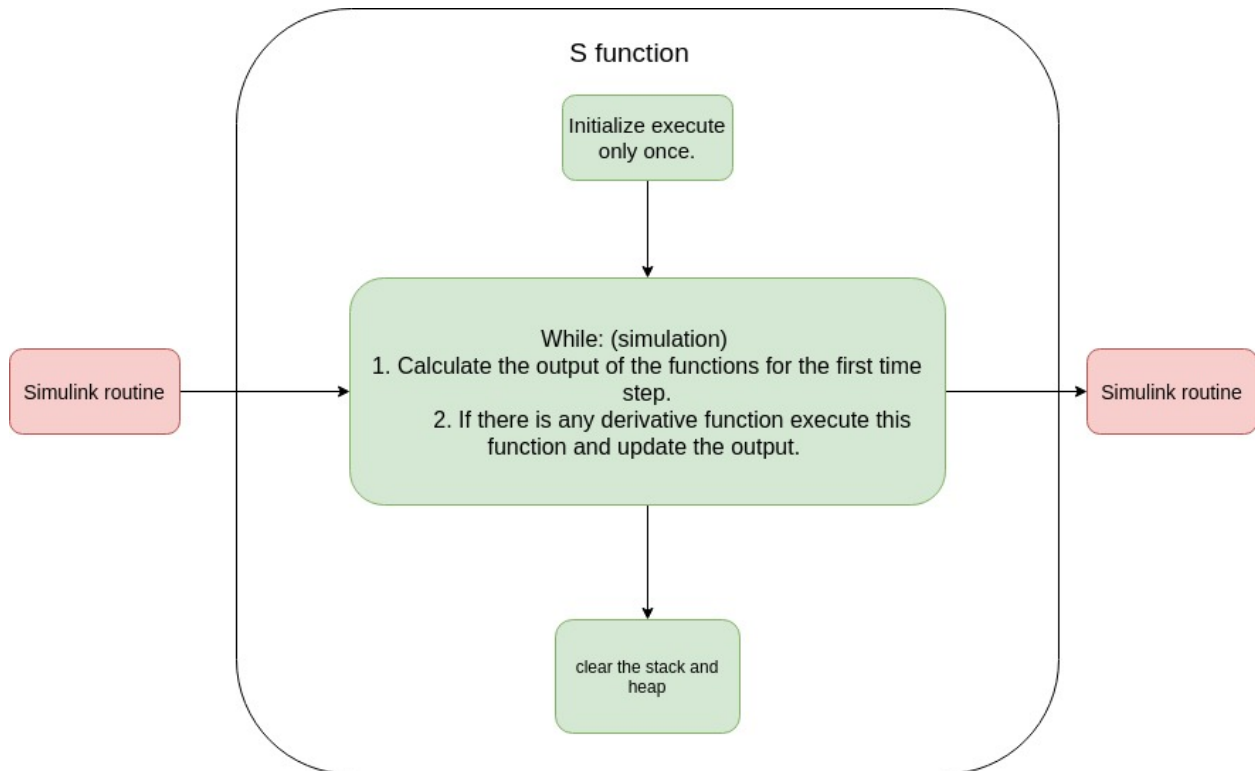 S function
Initialize execute
only once.
While: (simulation)
1. Calculate the output of the functions for the first time
step.
2. If there is any derivative function execute this
function and update the output.
Simulink routine
Simulink routine
clear the stack and
heap